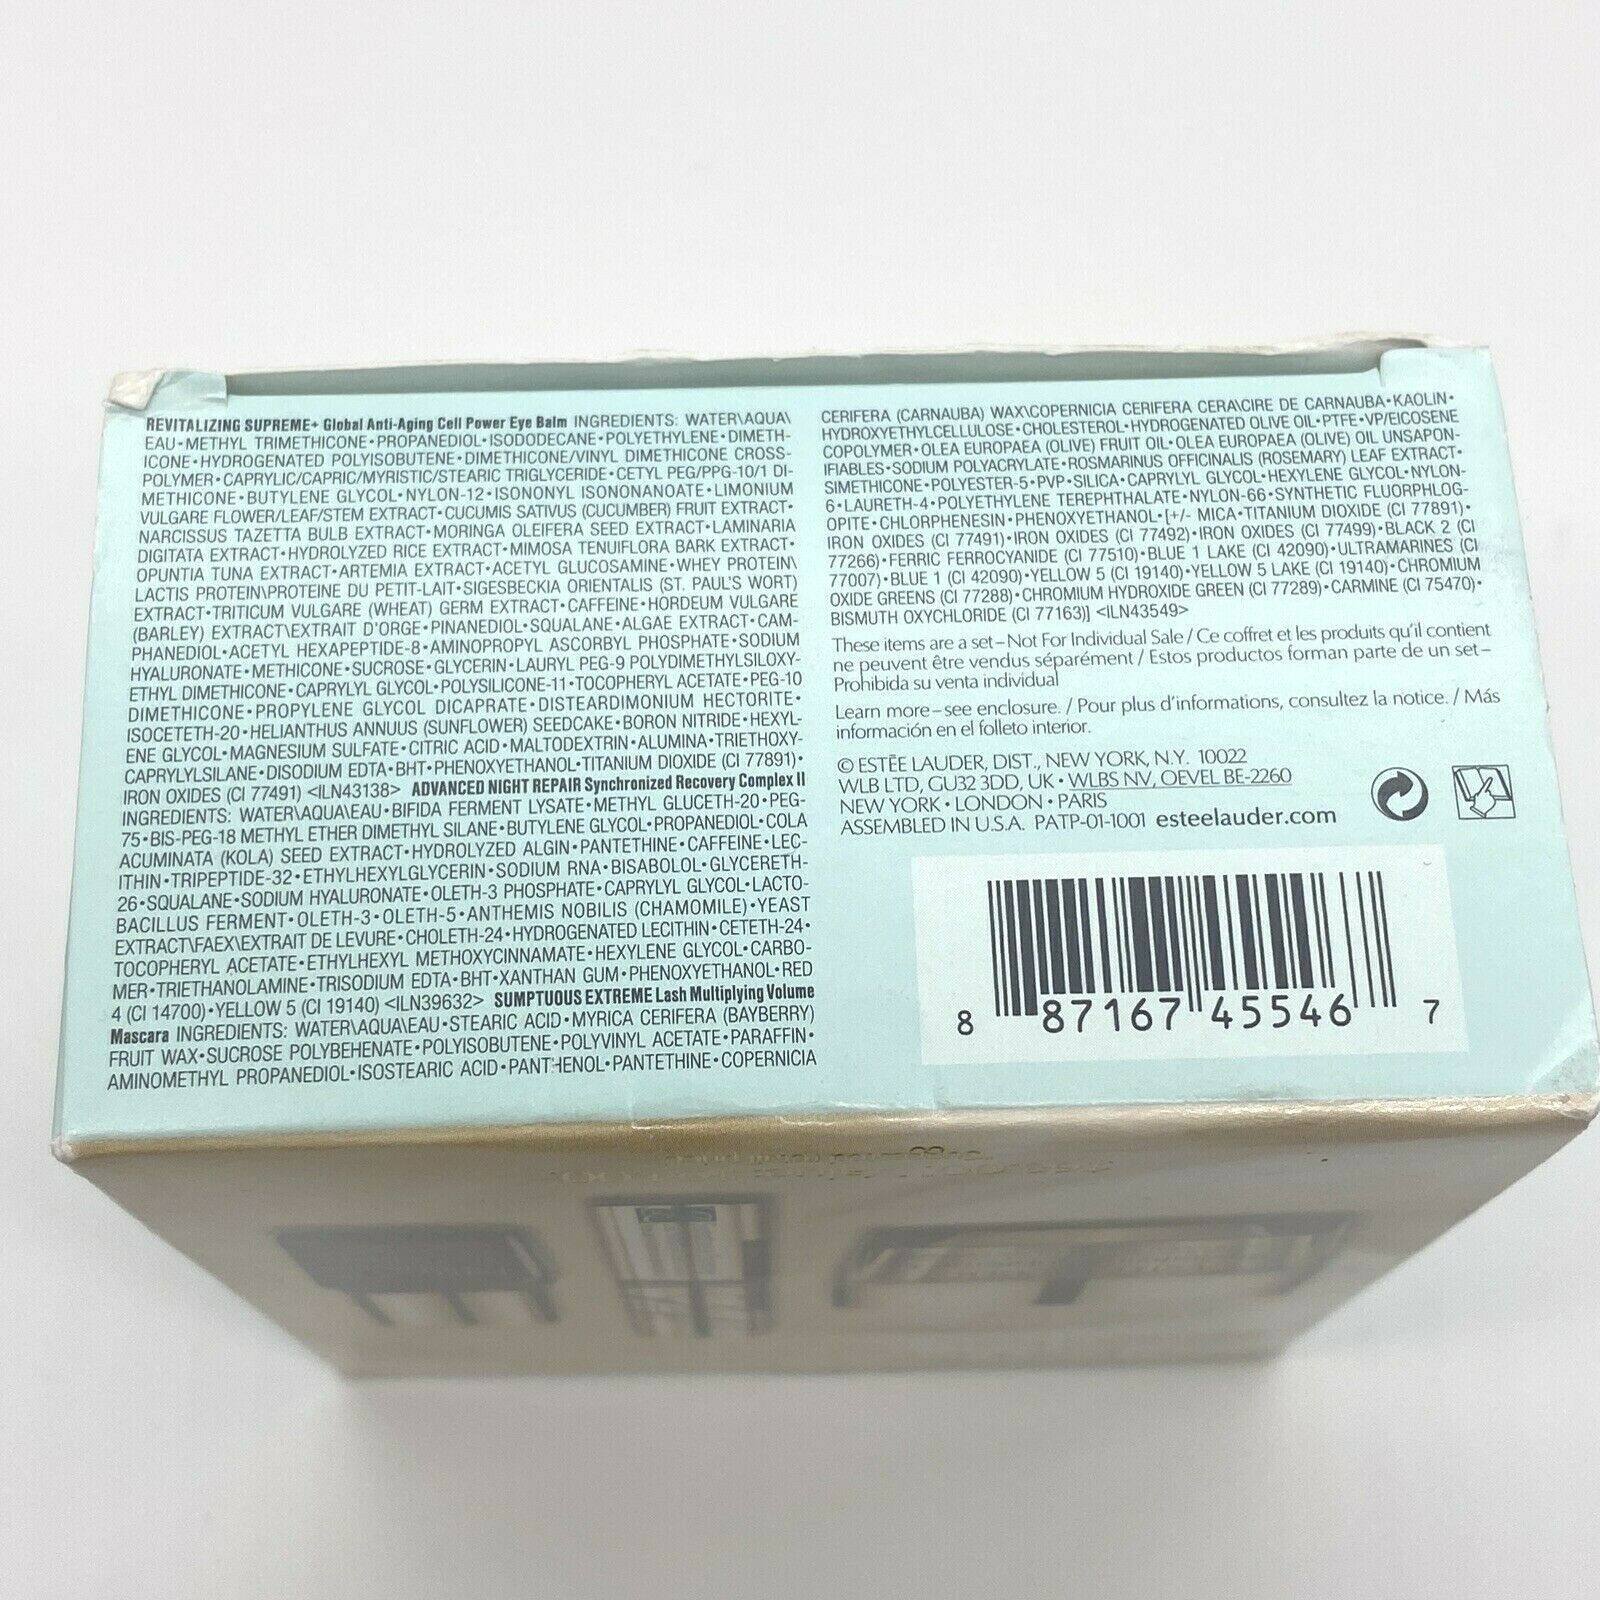 REVITALIZING SUPREME+ Global Anti-Aging Cell Power Eye Balm INGREDIENTS: WATER\AQUA\
EAU•METHYL TRIMETHICONE•PROPANEDIOL•ISODODECANE•POLYETHYLENE•DIMETH-
ICONE•HYDROGENATED POLYISOBUTENE•DIMETHICONE/VINYL DIMETHICONE CROSS-
POLYMER•CAPRYLIC/CAPRIC/MYRISTIC/STEARIC TRIGLYCERIDE•CETYL PEG/PPG-10/1 DI-
METHICONE•BUTYLENE GLYCOL•NYLON-12•ISONONYL ISONONANOATE•LIMONIUM
VULGARE FLOWER/LEAF/STEM EXTRACT•CUCUMIS SATIVUS (CUCUMBER) FRUIT EXTRACT•
NARCISSUS TAZETTA BULB EXTRACT•MORINGA OLEIFERA SEED EXTRACT•LAMINARIA
DIGITATA EXTRACT•HYDROLYZED RICE EXTRACT•MIMOSA TENUIFLORA BARK EXTRACT•
OPUNTIA TUNA EXTRACT•ARTEMIA EXTRACT•ACETYL GLUCOSAMINE•WHEY PROTEIN\
LACTIS PROTEIN\PROTEINE DU PETIT-LAIT•SIGESBECKIA ORIENTALIS (ST. PAUL'S WORT)
EXTRACT•TRITICUM VULGARE (WHEAT) GERM EXTRACT•CAFFEINE•HORDEUM VULGARE
(BARLEY) EXTRACT\EXTRAIT D'ORGE•PINANEDIOL•SQUALANE•ALGAE EXTRACT•CAM-
PHANEDIOL•ACETYL HEXAPEPTIDE-8•AMINOPROPYL ASCORBYL PHOSPHATE•SODIUM
HYALURONATE•METHICONE•SUCROSE•GLYCERIN•LAURYL PEG-9 POLYDIMETHYLSILOXY-
ETHYL DIMETHICONE•CAPRYLYL GLYCOL•POLYSILICONE-11•TOCOPHERYL ACETATE•PEG-10
DIMETHICONE•PROPYLENE GLYCOL DICAPRATE•DISTEARDIMONIUM HECTORITE•
ISOCETETH-20•HELIANTHUS ANNUUS (SUNFLOWER) SEEDCAKE•BORON NITRIDE•HEXYL-
ENE GLYCOL•MAGNESIUM SULFATE•CITRIC ACID•MALTODEXTRIN•ALUMINA•TRIETHOXY-
CAPRYLYLSILANE•DISODIUM EDTA•BHT•PHENOXYETHANOL•TITANIUM DIOXIDE (CI 77891)•
IRON OXIDES (CI 77491) <ILN43138> ADVANCED NIGHT REPAIR Synchronized Recovery Complex II
INGREDIENTS: WATER\AQUA\EAU•BIFIDA FERMENT LYSATE•METHYL GLUCETH-20•PEG-
75•BIS-PEG-18 METHYL ETHER DIMETHYL SILANE•BUTYLENE GLYCOL•PROPANEDIOL•COLA
ACUMINATA (KOLA) SEED EXTRACT•HYDROLYZED ALGIN•PANTETHINE•CAFFEINE•LEC-
ITHIN•TRIPEPTIDE-32•ETHYLHEXYLGLYCERIN•SODIUM RNA•BISABOLOL•GLYCERETH-
26•SQUALANE•SODIUM HYALURONATE•OLETH-3 PHOSPHATE•CAPRYLYL GLYCOL•LACTO-
BACILLUS FERMENT•OLETH-3•OLETH-5•ANTHEMIS NOBILIS (CHAMOMILE)•YEAST
EXTRACT\FAEX\EXTRAIT DE LEVURE•CHOLETH-24•HYDROGENATED LECITHIN•CETETH-24•
TOCOPHERYL ACETATE•ETHYLHEXYL METHOXYCINNAMATE•HEXYLENE GLYCOL•CARBO-
MER•TRIETHANOLAMINE•TRISODIUM EDTA•BHT•XANTHAN GUM•PHENOXYETHANOL•RED
4 (CI 14700)•YELLOW 5 (CI 19140) <ILN39632> SUMPTUOUS EXTREME Lash Multiplying Volume
Mascara INGREDIENTS: WATER\AQUA\EAU•STEARIC ACID•MYRICA CERIFERA (BAYBERRY)
FRUIT WAX•SUCROSE POLYBEHENATE•POLYISOBUTENE•POLYVINYL ACETATE•PARAFFIN•
AMINOMETHYL PROPANEDIOL•ISOSTEARIC ACID•PANTHENOL•PANTETHINE•COPERNICIA
CERIFERA (CARNAUBA) WAX\COPERNICIA CERIFERA CERA\CIRE DE CARNAUBA•KAOLIN•
HYDROXYETHYLCELLULOSE•CHOLESTEROL•HYDROGENATED OLIVE OIL•PTFE•VP/EICOSENE
COPOLYMER•OLEA EUROPAEA (OLIVE) FRUIT OIL•OLEA EUROPAEA (OLIVE) OIL UNSAPON-
IFIABLES•SODIUM POLYACRYLATE•ROSMARINUS OFFICINALIS (ROSEMARY) LEAF EXTRACT•
SIMETHICONE•POLYESTER-5•PVP•SILICA•CAPRYLYL GLYCOL•HEXYLENE GLYCOL•NYLON-
6•LAURETH-4•POLYETHYLENE TEREPHTHALATE•NYLON-66•SYNTHETIC FLUORPHLOG-
OPITE•CHLORPHENESIN•PHENOXYETHANOL•[+/- MICA•TITANIUM DIOXIDE (CI 77891)•
IRON OXIDES (CI 77491)•IRON OXIDES (CI 77492)•IRON OXIDES (CI 77499)•BLACK 2 (CI
77266)•FERRIC FERROCYANIDE (CI 77510)•BLUE 1 LAKE (CI 42090)•ULTRAMARINES (CI
77007)•BLUE 1 (CI 42090)•YELLOW 5 (CI 19140)•YELLOW 5 LAKE (CI 19140)•CHROMIUM
OXIDE GREENS (CI 77288)•CHROMIUM HYDROXIDE GREEN (CI 77289)•CARMINE (CI 75470)•
BISMUTH OXYCHLORIDE (CI 77163)] <ILN43549>
These items are a set–Not For Individual Sale / Ce coffret et les produits qu'il contient
ne peuvent être vendus séparément / Estos productos forman parte de un set–
Prohibida su venta individual
Learn more–see enclosure. / Pour plus d'informations, consultez la notice. / Más
información en el folleto interior.
© ESTĒE LAUDER, DIST., NEW YORK, N.Y. 10022
WLB LTD, GU32 3DD, UK • WLBS NV, OEVEL BE-2260
NEW YORK • LONDON • PARIS
ASSEMBLED IN U.S.A. PATP-01-1001 esteelauder.com
8 87167 45546 7